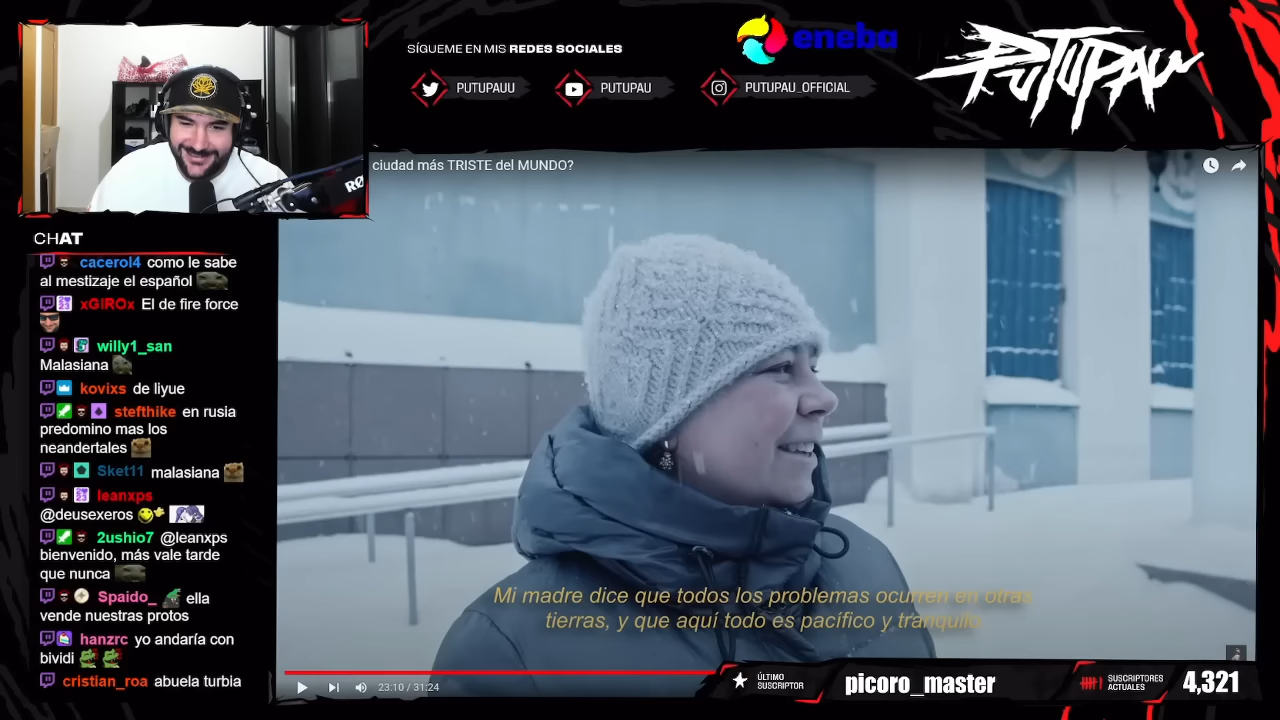 SÍGUEME EN MIS REDES SOCIALES
PUTUPAUU
PUTUPAU
PUTUPAU_OFFICIAL
eneba
PUTUPAU
ciudad más TRISTE del MUNDO?
CHAT
cacerol4 como le sabe
al mestizaje el español
xGIROx El de fire force
willy1_san
Malasiana
kovixs de liyue
stefthike en rusia
predomino mas los
neandertales
Sket11 malasiana
leanxps
@deusexeros
2ushio7 @leanxps
bienvenido, más vale tarde
que nunca
Spaido_ ella
vende nuestras protos
hanzrc yo andaría con
bividi
cristian_roa abuela turbia
Mi madre dice que todos los problemas ocurren en otras
tierras, y que aquí todo es pacífico y tranquilo.
23:10 / 31:24
ÚLTIMO
SUSCRIPTOR
picoro_master
SUSCRIPTORES
ACTUALES
4,321